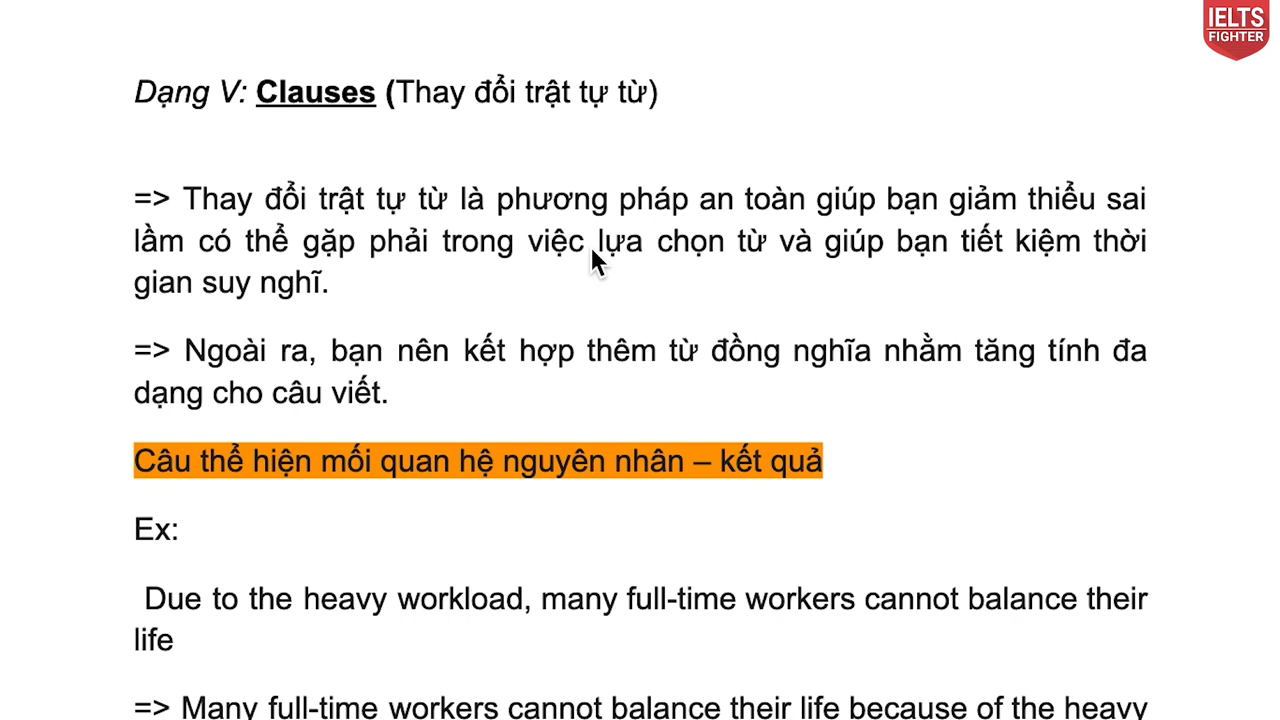 IELTS
FIGHTER
Dạng V: Clauses (Thay đổi trật tự từ)
=> Thay đổi trật tự từ là phương pháp an toàn giúp bạn giảm thiểu sai
lầm có thể gặp phải trong việc lựa chọn từ và giúp bạn tiết kiệm thời
gian suy nghĩ.
=> Ngoài ra, bạn nên kết hợp thêm từ đồng nghĩa nhằm tăng tính đa
dạng cho câu viết.
Câu thể hiện mối quan hệ nguyên nhân – kết quả
Ex:
Due to the heavy workload, many full-time workers cannot balance their
life
=> Many full-time workers cannot balance their life because of the heavy